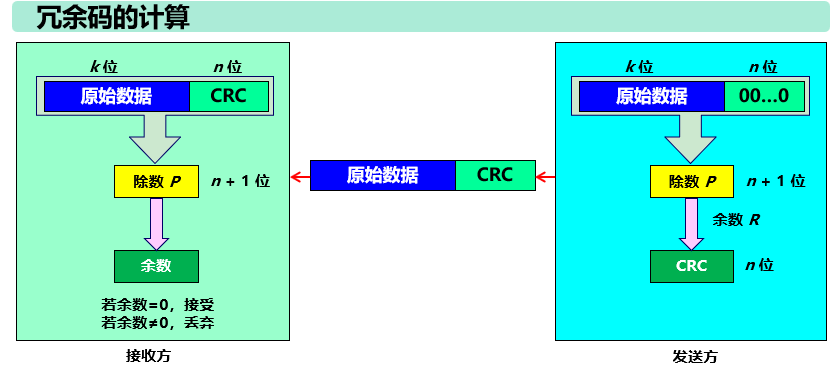 冗余码的计算
k 位 n 位
原始数据 CRC
除数 P n + 1 位
余数
若余数=0，接受
若余数≠0，丢弃
接收方
原始数据 CRC
k 位 n 位
原始数据 00…0
除数 P n + 1 位
余数 R
CRC n 位
发送方